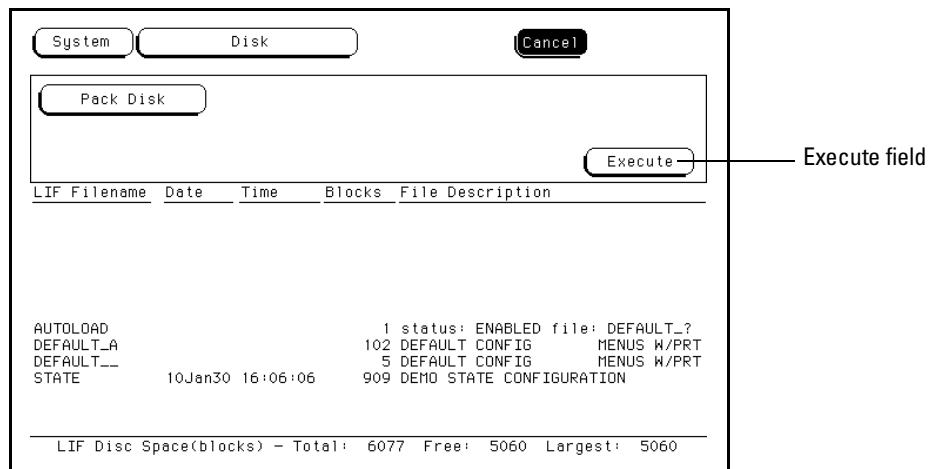 System Disk Cancel
Pack Disk
Execute
Execute field
LIF Filename Date Time Blocks File Description
AUTOLOAD 1 status: ENABLED file: DEFAULT_?
DEFAULT_A 102 DEFAULT CONFIG MENUS W/PRT
DEFAULT__ 5 DEFAULT CONFIG MENUS W/PRT
STATE 10Jan30 16:06:06 909 DEMO STATE CONFIGURATION
LIF Disc Space(blocks) – Total: 6077 Free: 5060 Largest: 5060